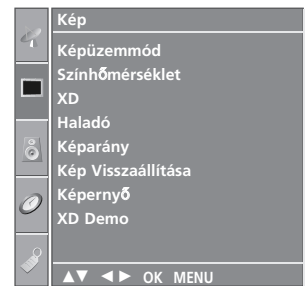 Kép
Képüzemmód
Színhőmérséklet
XD
Haladó
Képarány
Kép Visszaállítása
Képernyő
XD Demo
▲▼ ◄► OK MENU